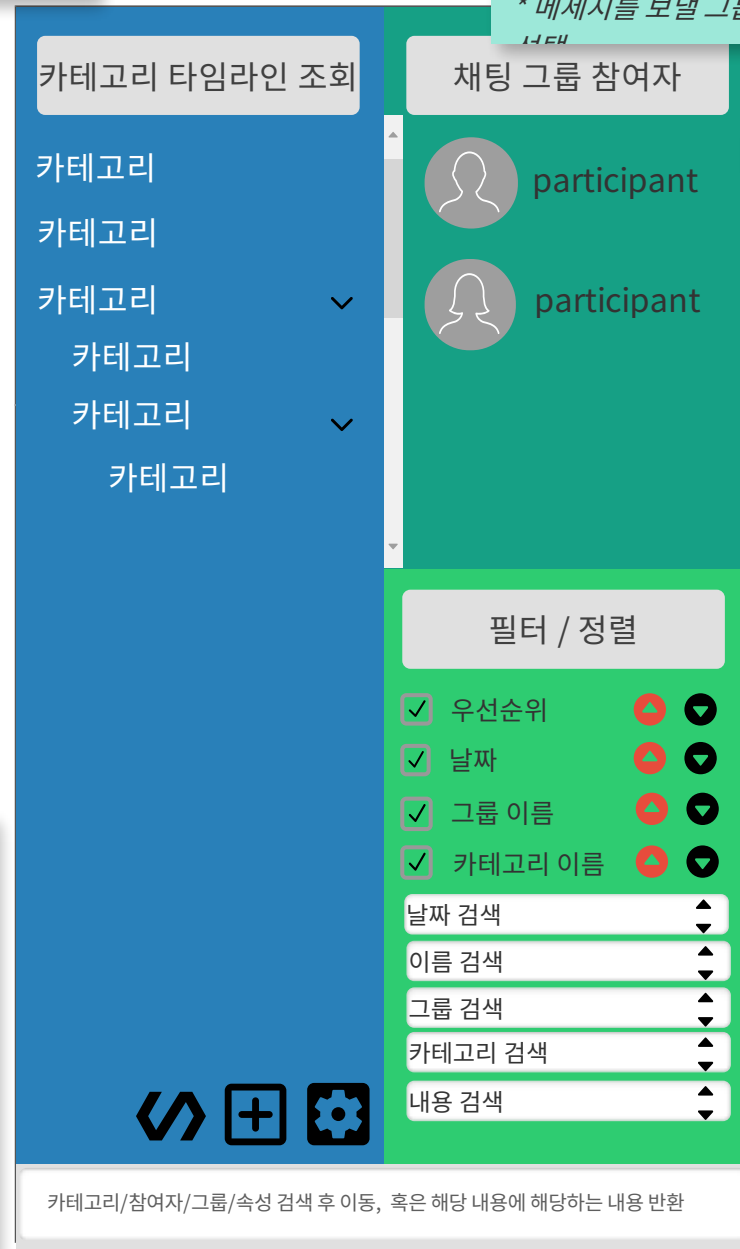 * 메세지를 보낼 그룹
카테고리 타임라인 조회
카테고리
카테고리
카테고리
카테고리
카테고리
카테고리
채팅 그룹 참여자
participant
participant
필터 / 정렬
우선순위
날짜
그룹 이름
카테고리 이름
날짜 검색
이름 검색
그룹 검색
카테고리 검색
내용 검색
카테고리/참여자/그룹/속성 검색 후 이동, 혹은 해당 내용에 해당하는 내용 반환